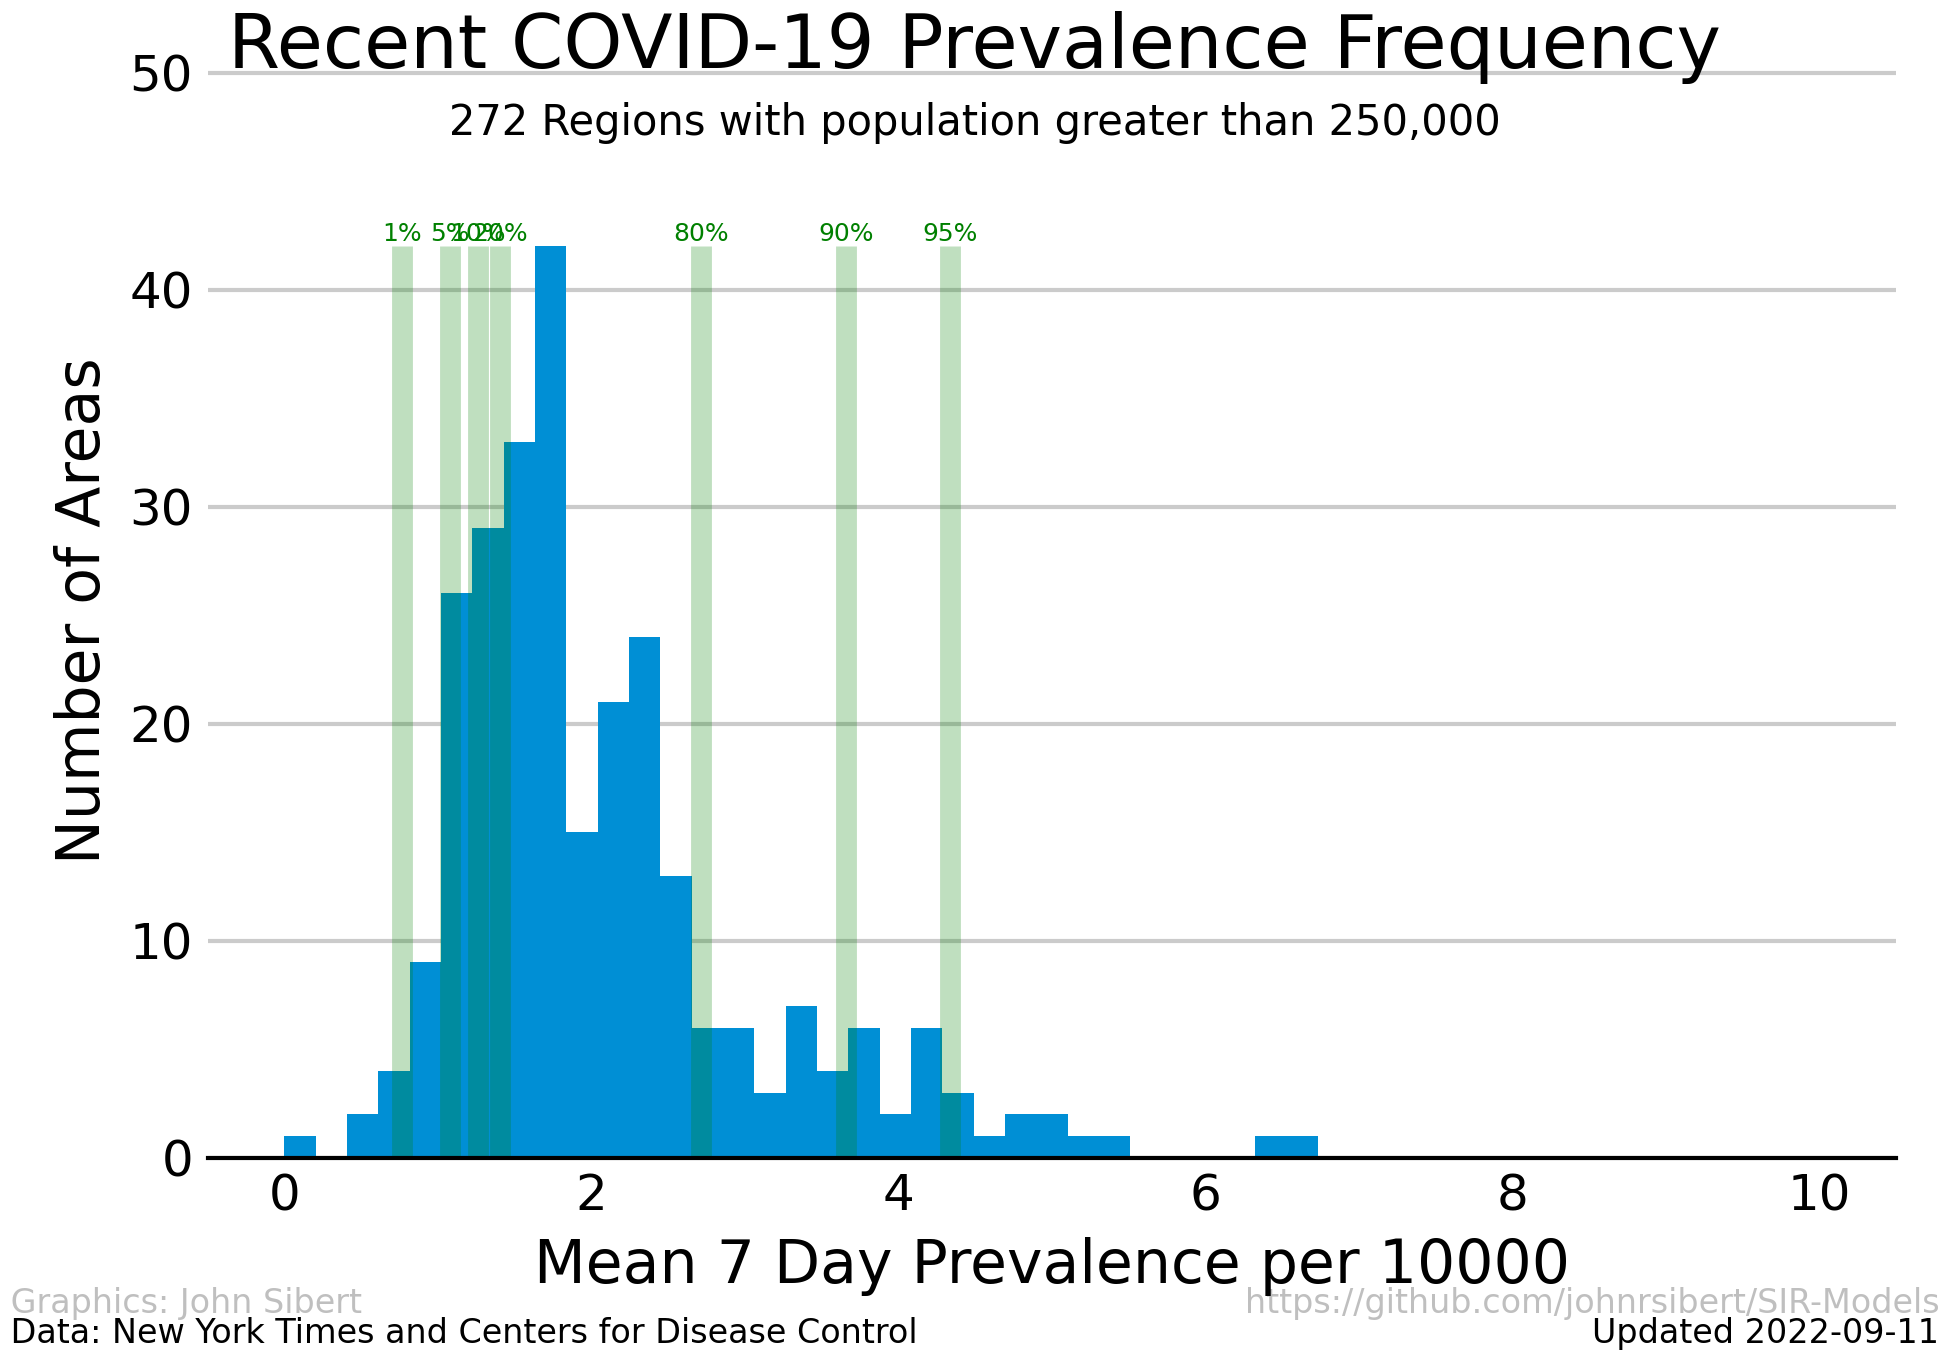 Recent COVID-19 Prevalence Frequency
272 Regions with population greater than 250,000
50
40
30
20
10
0
Number of Areas
1% 5% 10% 20% 80% 90% 95%
0 2 4 6 8 10
Mean 7 Day Prevalence per 10000
Graphics: John Sibert https://github.com/johnrsibert/SIR-Models
Data: New York Times and Centers for Disease Control Updated 2022-09-11